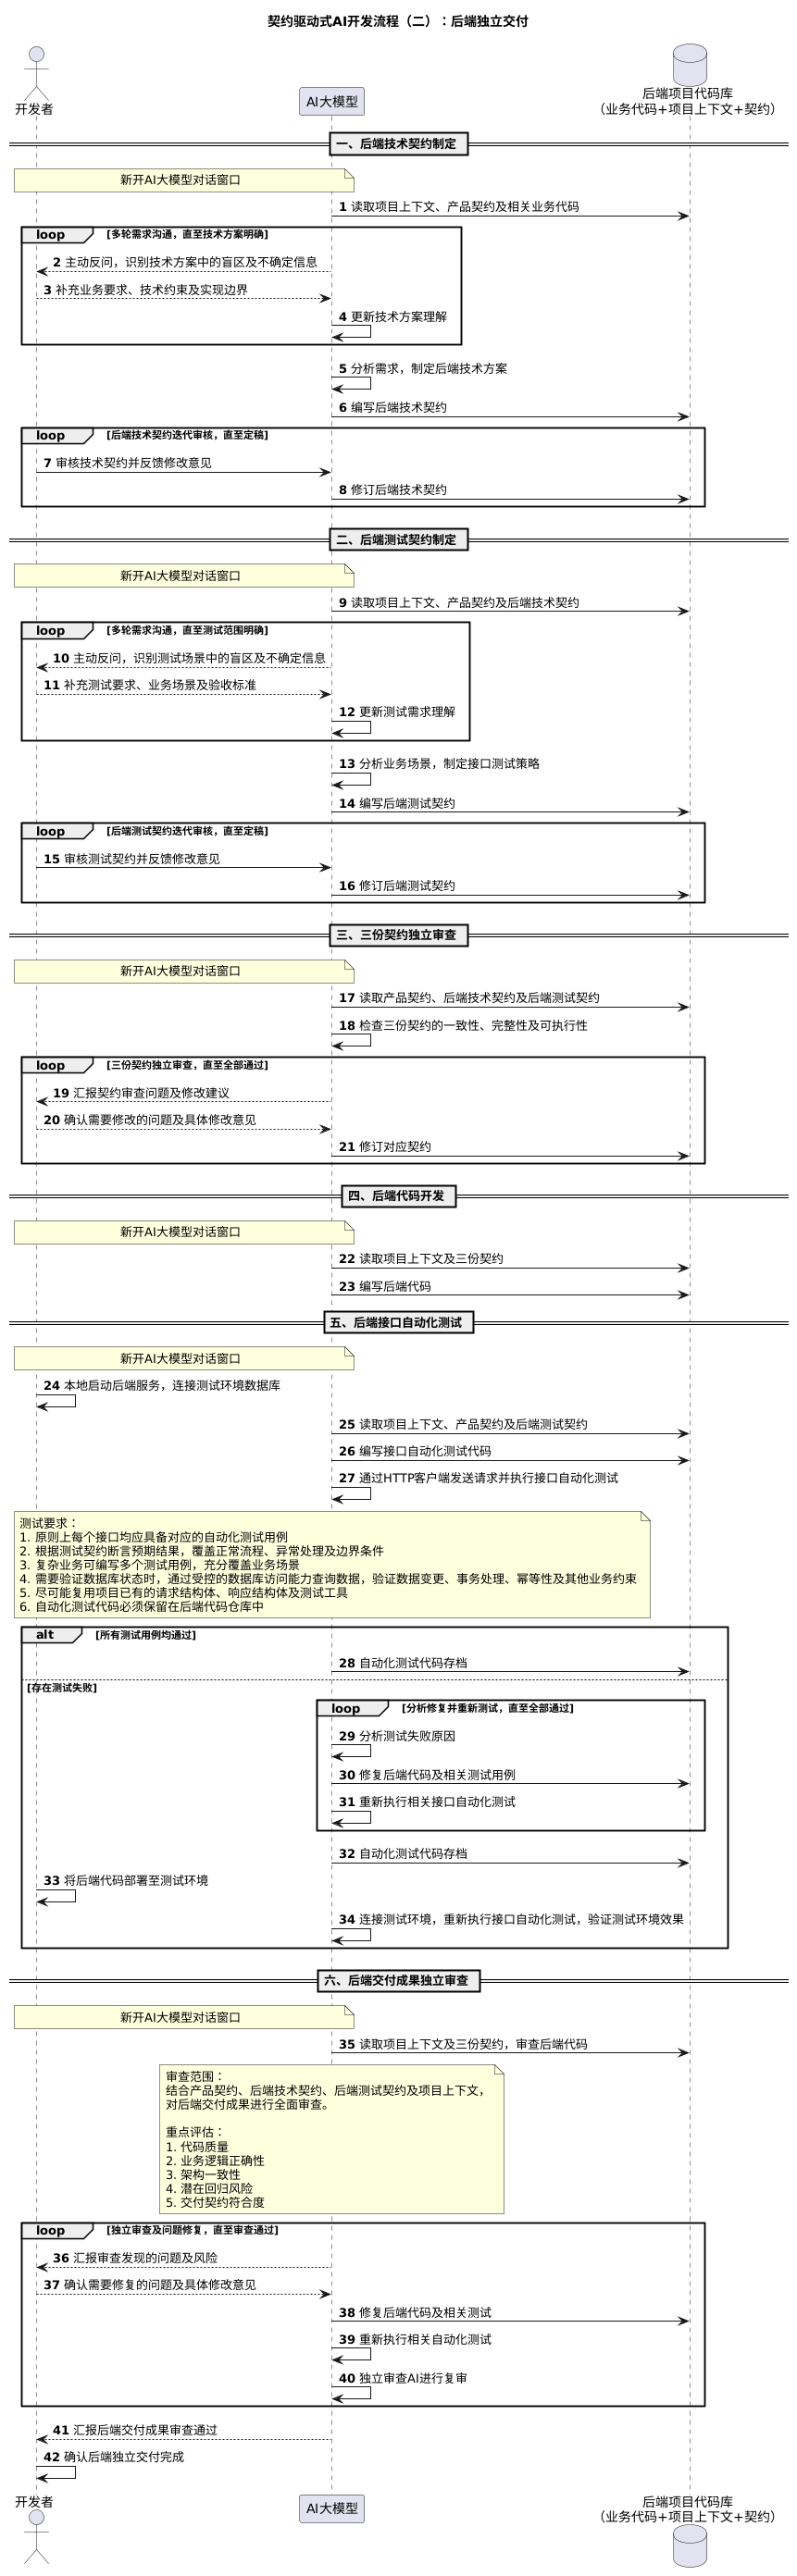 契约驱动式AI开发流程（二）：后端独立交付
开发者
AI大模型
后端项目代码库
（业务代码+项目上下文+契约）
一、后端技术契约制定
新开AI大模型对话窗口
1 读取项目上下文、产品契约及相关业务代码
loop [多轮需求沟通，直至技术方案明确]
2 主动反问，识别技术方案中的盲区及不确定信息
3 补充业务要求、技术约束及实现边界
4 更新技术方案理解
5 分析需求，制定后端技术方案
6 编写后端技术契约
loop [后端技术契约迭代审核，直至定稿]
7 审核技术契约并反馈修改意见
8 修订后端技术契约
二、后端测试契约制定
新开AI大模型对话窗口
9 读取项目上下文、产品契约及后端技术契约
loop [多轮需求沟通，直至测试范围明确]
10 主动反问，识别测试场景中的盲区及不确定信息
11 补充测试要求、业务场景及验收标准
12 更新测试需求理解
13 分析业务场景，制定接口测试策略
14 编写后端测试契约
loop [后端测试契约迭代审核，直至定稿]
15 审核测试契约并反馈修改意见
16 修订后端测试契约
三、三份契约独立审查
新开AI大模型对话窗口
17 读取产品契约、后端技术契约及后端测试契约
18 检查三份契约的一致性、完整性及可执行性
loop [三份契约独立审查，直至全部通过]
19 汇报契约审查问题及修改建议
20 确认需要修改的问题及具体修改意见
21 修订对应契约
四、后端代码开发
新开AI大模型对话窗口
22 读取项目上下文及三份契约
23 编写后端代码
五、后端接口自动化测试
新开AI大模型对话窗口
24 本地启动后端服务，连接测试环境数据库
25 读取项目上下文、产品契约及后端测试契约
26 编写接口自动化测试代码
27 通过HTTP客户端发送请求并执行接口自动化测试
测试要求：
1. 原则上每个接口均应具备对应的自动化测试用例
2. 根据测试契约断言预期结果，覆盖正常流程、异常处理及边界条件
3. 复杂业务可编写多个测试用例，充分覆盖业务场景
4. 需要验证数据库状态时，通过受控的数据库访问能力查询数据，验证数据变更、事务处理、幂等性及其他业务约束
5. 尽可能复用项目已有的请求结构体、响应结构体及测试工具
6. 自动化测试代码必须保留在后端代码仓库中
alt [所有测试用例均通过]
28 自动化测试代码存档
[存在测试失败]
loop [分析修复并重新测试，直至全部通过]
29 分析测试失败原因
30 修复后端代码及相关测试用例
31 重新执行相关接口自动化测试
32 自动化测试代码存档
33 将后端代码部署至测试环境
34 连接测试环境，重新执行接口自动化测试，验证测试环境效果
六、后端交付成果独立审查
新开AI大模型对话窗口
35 读取项目上下文及三份契约，审查后端代码
审查范围：
结合产品契约、后端技术契约、后端测试契约及项目上下文，
对后端交付成果进行全面审查。
重点评估：
1. 代码质量
2. 业务逻辑正确性
3. 架构一致性
4. 潜在回归风险
5. 交付契约符合度
loop [独立审查及问题修复，直至审查通过]
36 汇报审查发现的问题及风险
37 确认需要修复的问题及具体修改意见
38 修复后端代码及相关测试
39 重新执行相关自动化测试
40 独立审查AI进行复审
41 汇报后端交付成果审查通过
42 确认后端独立交付完成
开发者
AI大模型
后端项目代码库
（业务代码+项目上下文+契约）